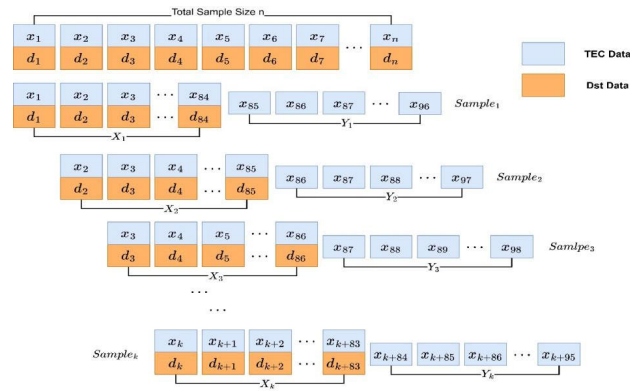 Total Sample Size n
x₁ x₂ x₃ x₄ x₅ x₆ x₇ ⋯ xₙ
d₁ d₂ d₃ d₄ d₅ d₆ d₇ dₙ
TEC Data
Dst Data
x₁ x₂ x₃ ⋯ x₈₄ x₈₅ x₈₆ x₈₇ ⋯ x₉₆ Sample₁
d₁ d₂ d₃ ⋯ d₈₄
X₁ Y₁
x₂ x₃ x₄ ⋯ x₈₅ x₈₆ x₈₇ x₈₈ ⋯ x₉₇ Sample₂
d₂ d₃ d₄ ⋯ d₈₅
X₂ Y₂
x₃ x₄ x₅ ⋯ x₈₆ x₈₇ x₈₈ x₈₉ ⋯ x₉₈ Samlpe₃
d₃ d₄ d₅ ⋯ d₈₆
X₃ Y₃
⋯
⋯
Sampleₖ xₖ xₖ₊₁ xₖ₊₂ ⋯ xₖ₊₈₃ xₖ₊₈₄ xₖ₊₈₅ xₖ₊₈₆ ⋯ xₖ₊₉₅
dₖ dₖ₊₁ dₖ₊₂ ⋯ dₖ₊₈₃
Xₖ Yₖ